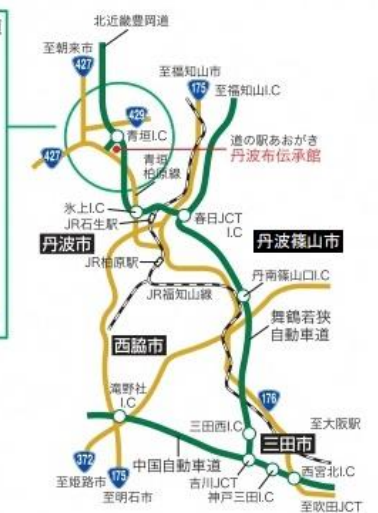 北近畿豊岡道
至朝来市
427
至福知山市
175
至福知山I.C
429
青垣I.C
427
道の駅あおがき
丹波布伝承館
青垣
柏原線
氷上I.C
JR石生駅
春日JCT
I.C
丹波市
丹波篠山市
JR柏原駅
丹南篠山口I.C
JR福知山線
舞鶴若狭
自動車道
西脇市
滝野社
I.C
176
至大阪駅
三田西I.C
三田市
372
中国自動車道
至姫路市
175
至明石市
吉川JCT
神戸三田I.C
西宮北I.C
至吹田JCT